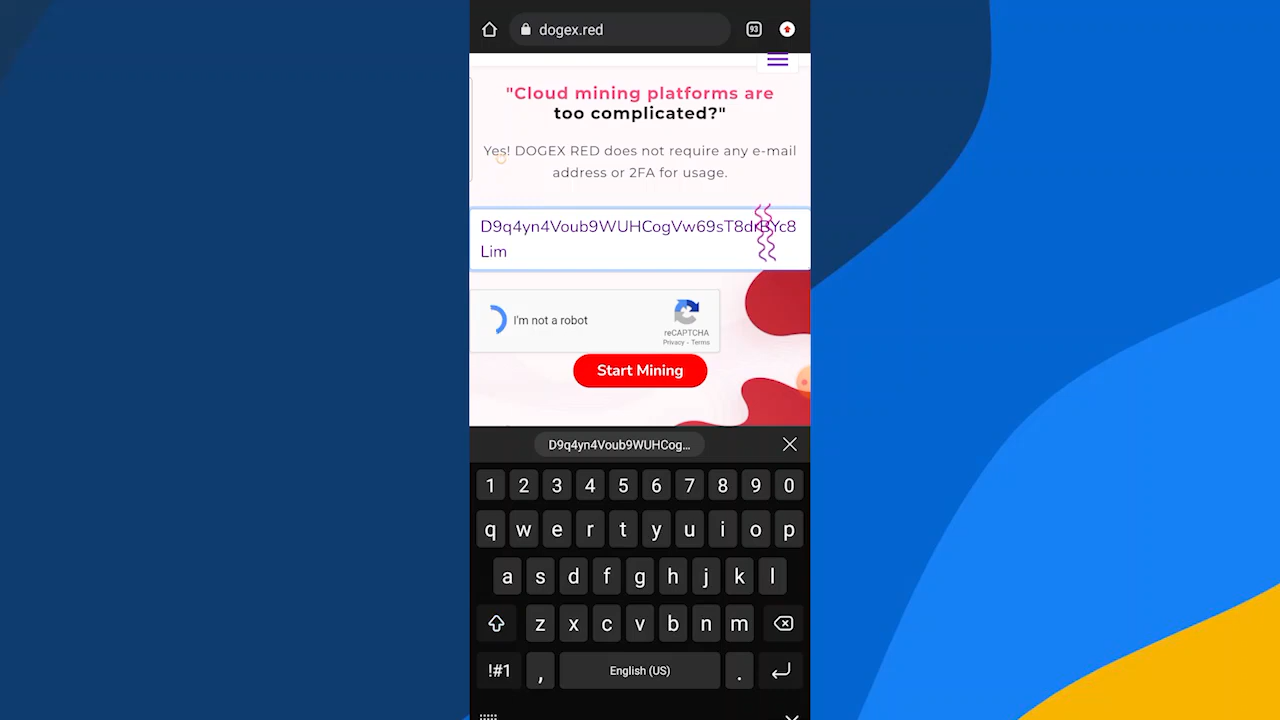 93
dogex.red
"Cloud mining platforms are
too complicated?"
Yes! DOGEX RED does not require any e-mail
address or 2FA for usage.
D9q4yn4Voub9WUHCogVw69sT8drBYc8
Lim
I'm not a robot
reCAPTCHA
Privacy - Terms
Start Mining
D9q4yn4Voub9WUHCog...
1 2 3 4 5 6 7 8 9 0
q w e r t y u i o p
a s d f g h j k l
z x c v b n m
!#1 , English (US) .